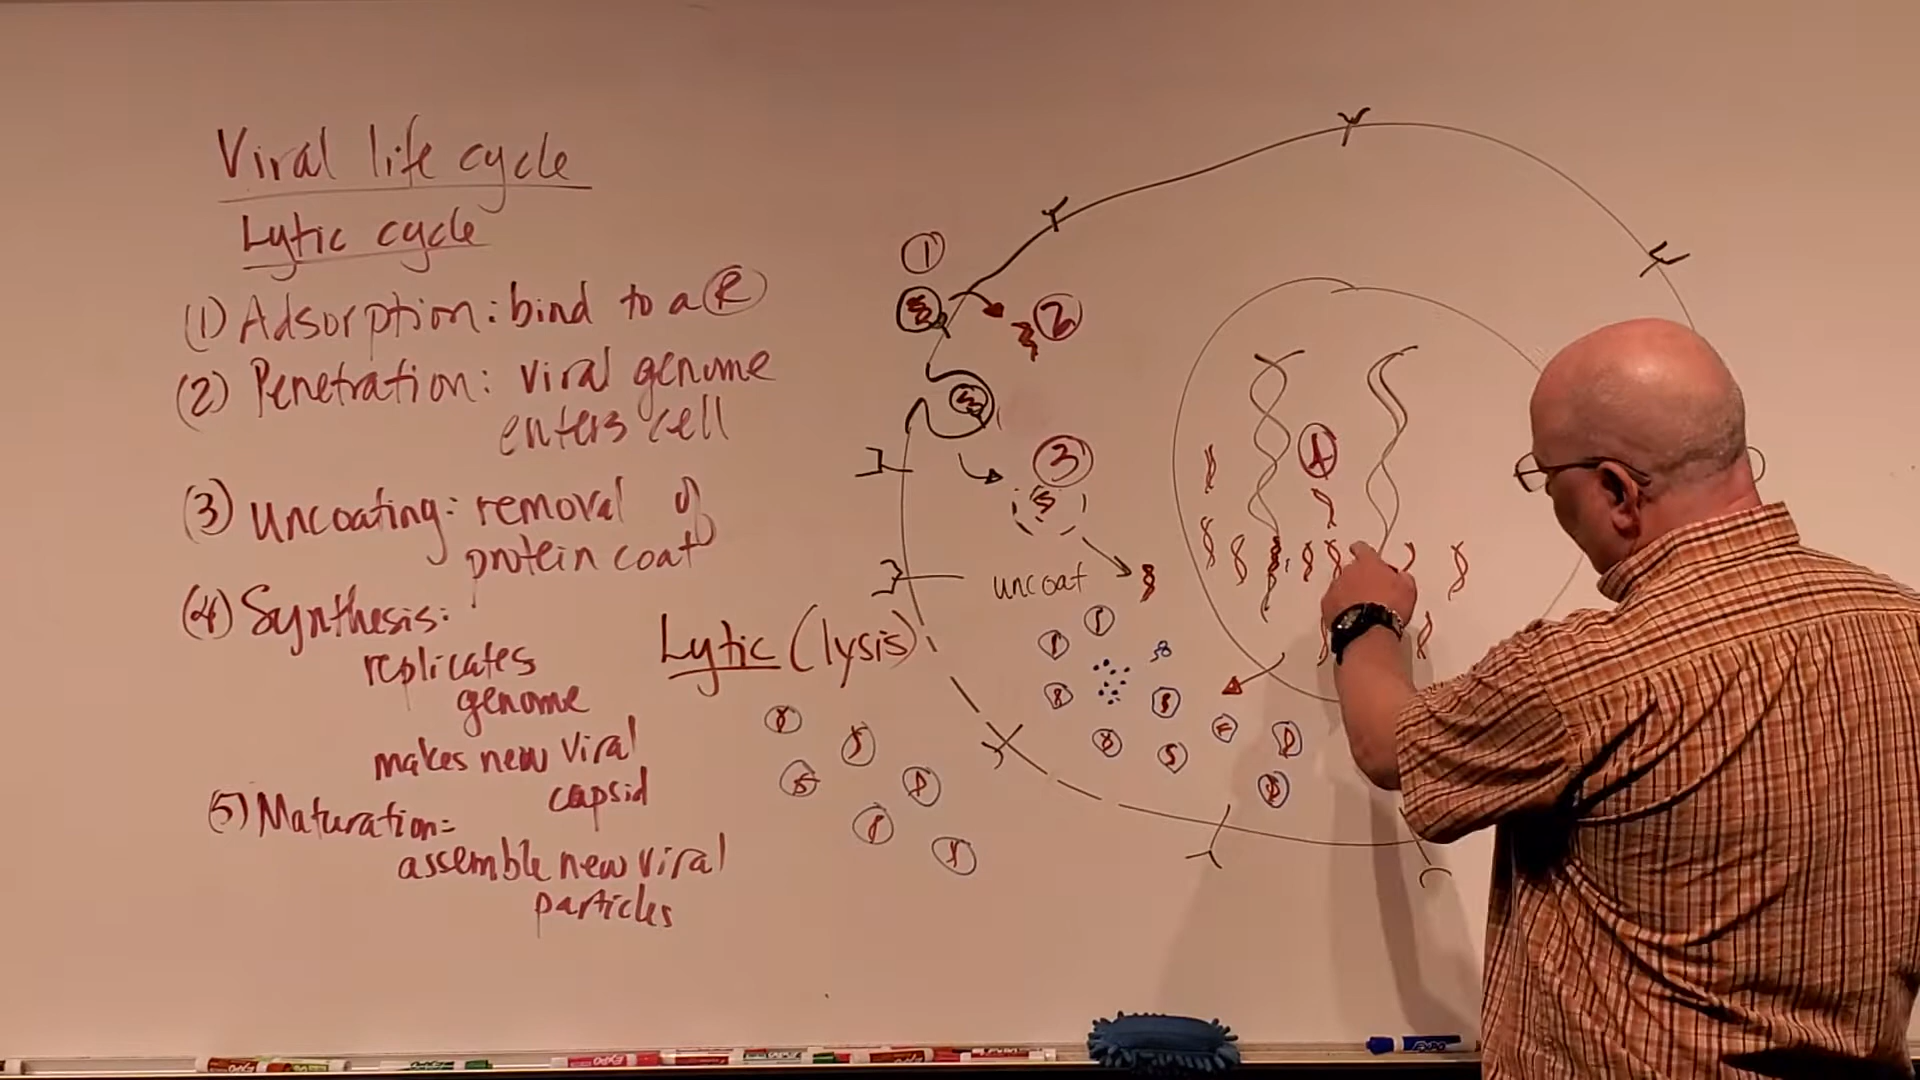 Viral life cycle
Lytic cycle
(1) Adsorption: bind to a R
(2) Penetration: viral genome
enters cell
(3) Uncoating: removal of
protein coat
(4) Synthesis:
replicates
genome
makes new viral
capsid
(5) Maturation:
assemble new viral
particles
1
2
3
uncoat
Lytic (lysis)
4
EXPO
EXPO